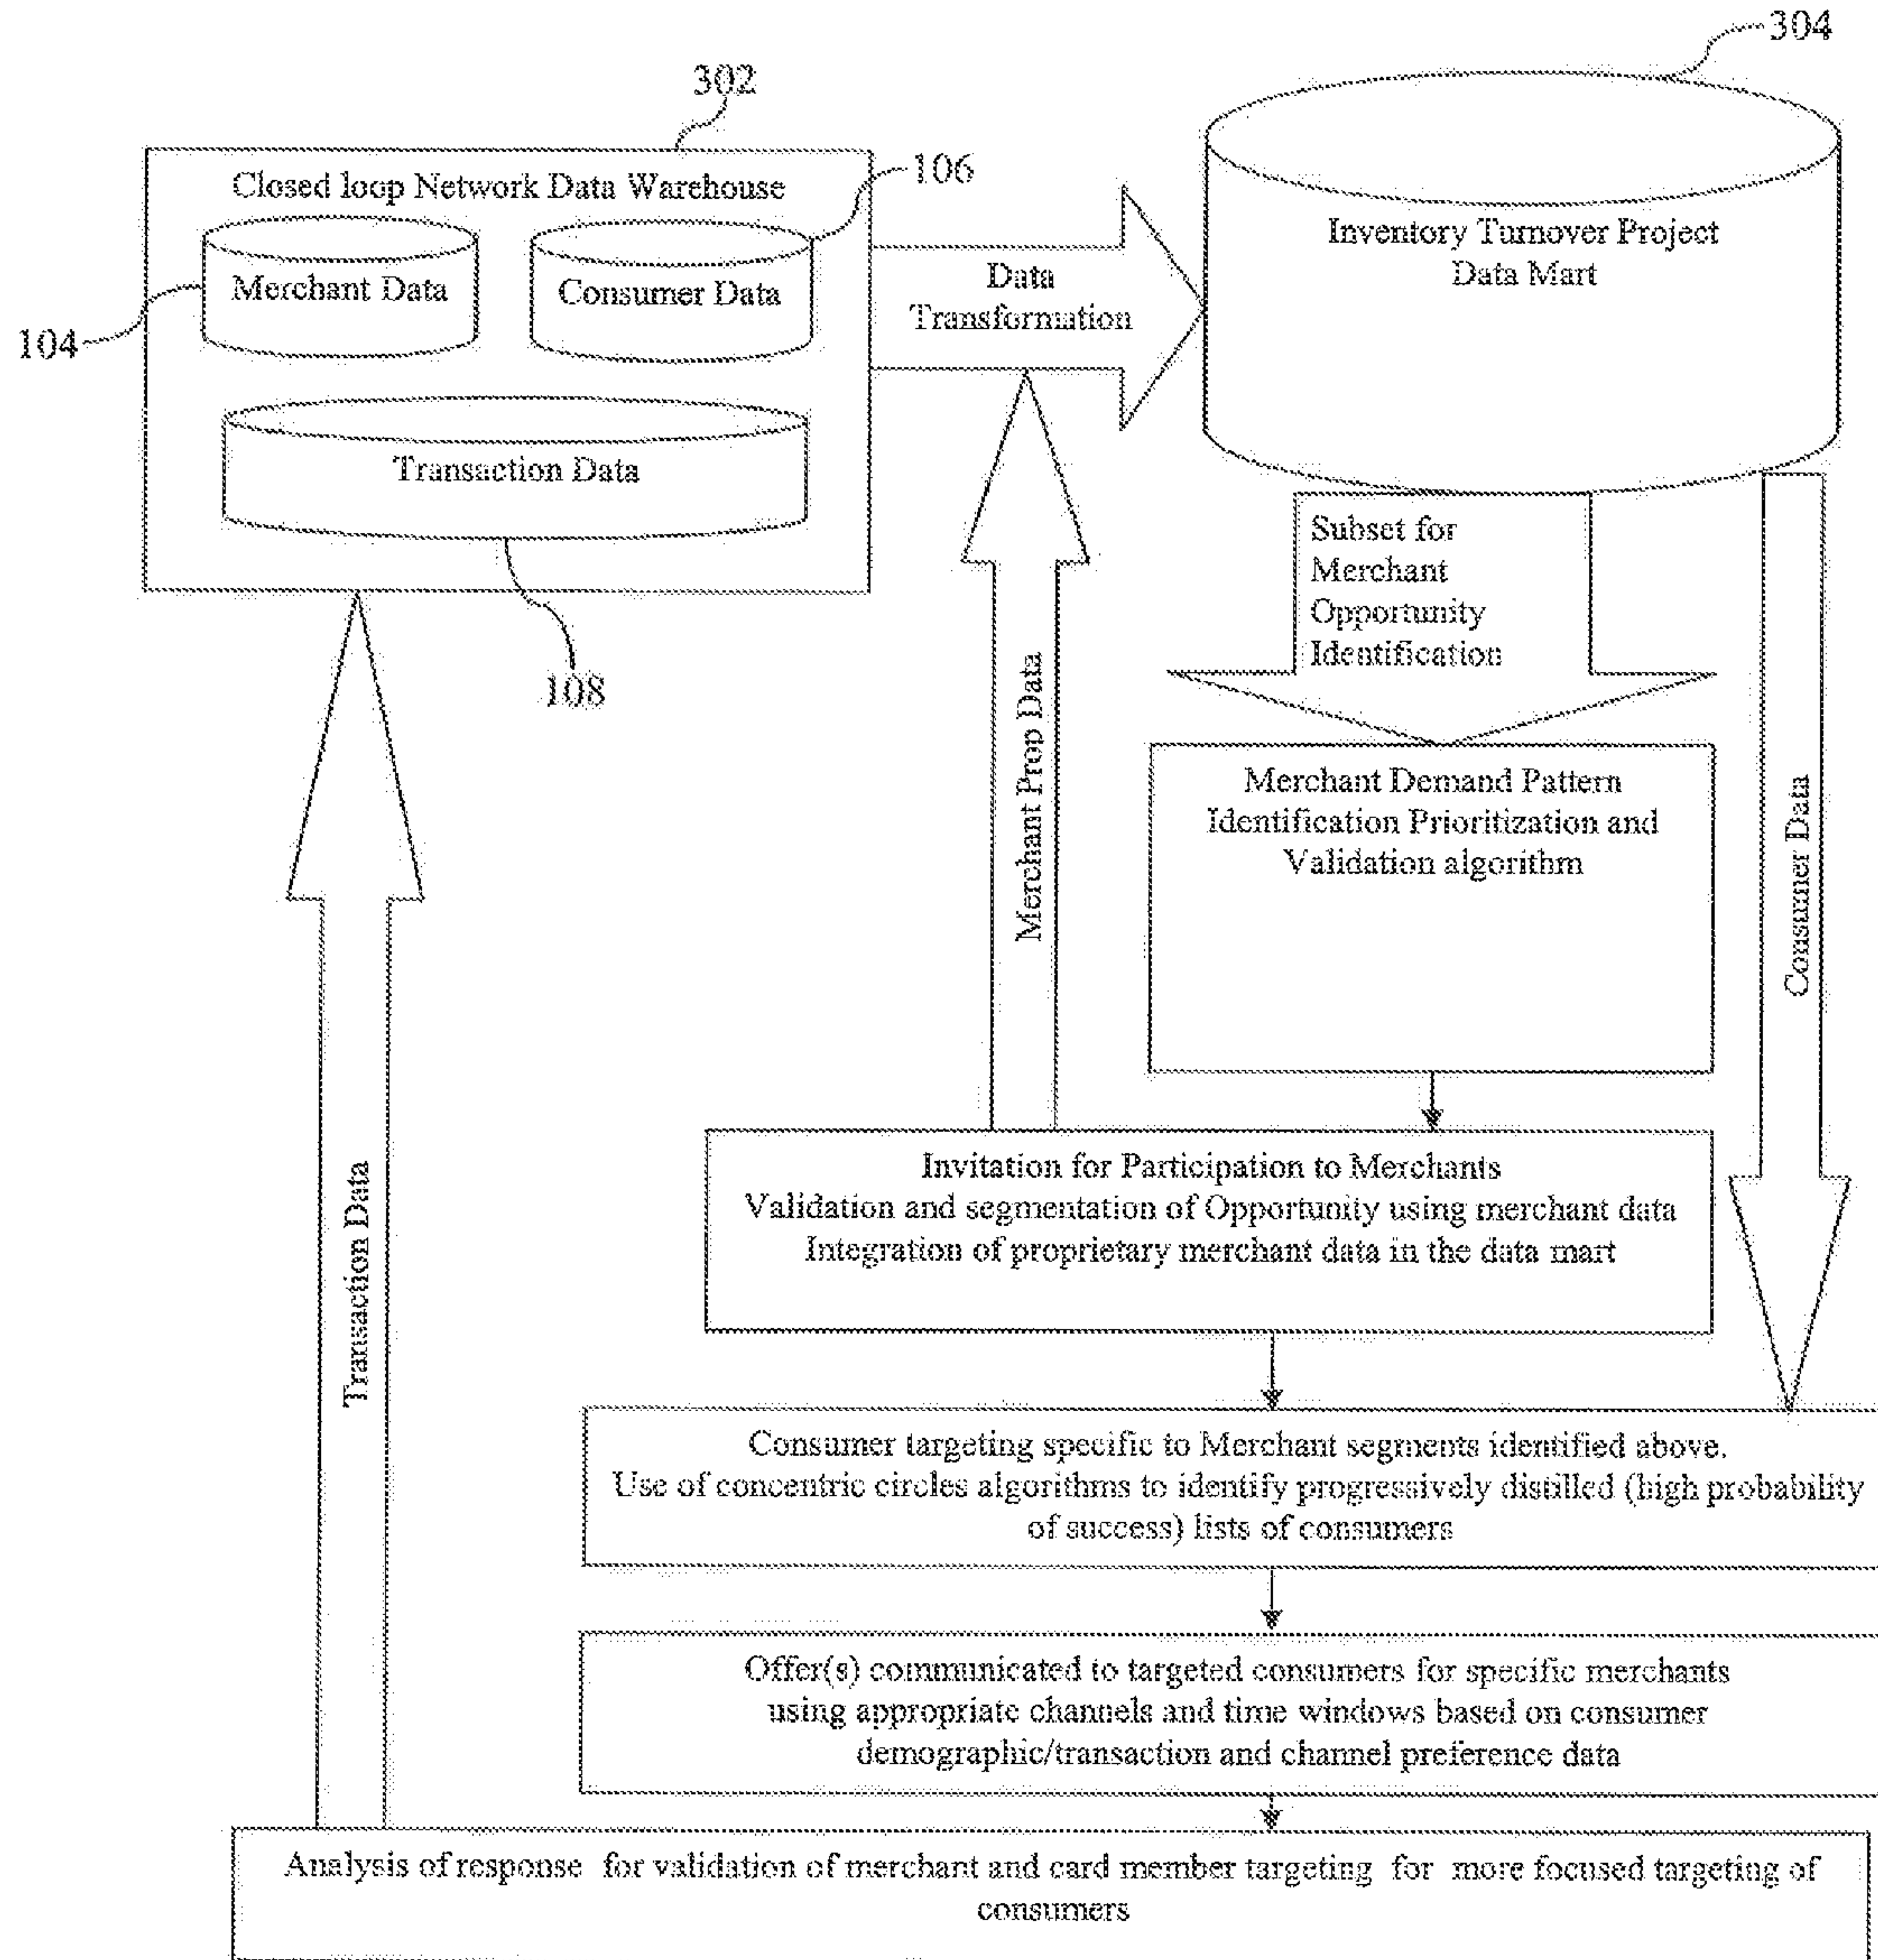 304
302
Closed loop Network Data Warehouse
106
Merchant Data
Consumer Data
104
Transaction Data
108
Data
Transformation
Inventory Turnover Project
Data Mart
Subset for
Merchant
Opportunity
Identification
Merchant Prop Data
Consumer Data
Merchant Demand Pattern
Identification Prioritization and
Validation algorithm
Transaction Data
Invitation for Participation to Merchants
Validation and segmentation of Opportunity using merchant data
Integration of proprietary merchant data in the data mart
Consumer targeting specific to Merchant segments identified above.
Use of concentric circles algorithms to identify progressively distilled (high probability
of success) lists of consumers
Offer(s) communicated to targeted consumers for specific merchants
using appropriate channels and time windows based on consumer
demographic/transaction and channel preference data
Analysis of response for validation of merchant and card member targeting for more focused targeting of
consumers